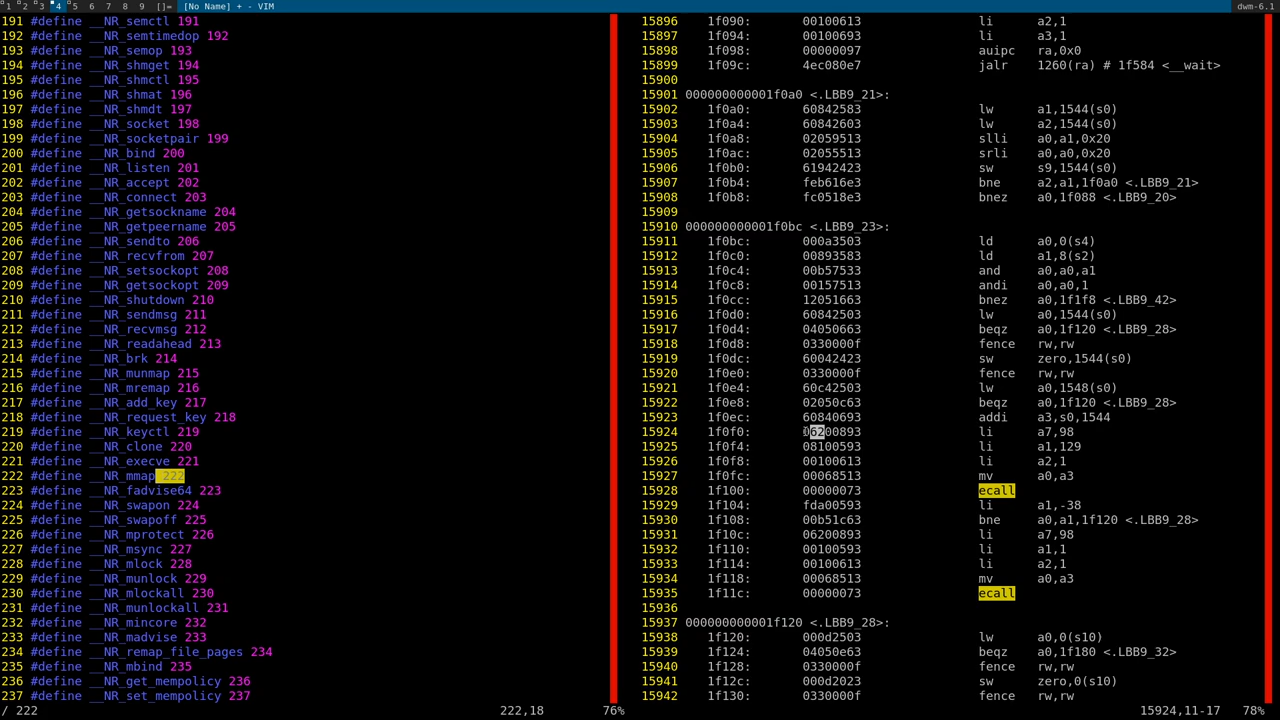 1 2 3 4 5 6 7 8 9 []= [No Name] + - VIM dwm-6.1
191 #define __NR_semctl 191
192 #define __NR_semtimedop 192
193 #define __NR_semop 193
194 #define __NR_shmget 194
195 #define __NR_shmctl 195
196 #define __NR_shmat 196
197 #define __NR_shmdt 197
198 #define __NR_socket 198
199 #define __NR_socketpair 199
200 #define __NR_bind 200
201 #define __NR_listen 201
202 #define __NR_accept 202
203 #define __NR_connect 203
204 #define __NR_getsockname 204
205 #define __NR_getpeername 205
206 #define __NR_sendto 206
207 #define __NR_recvfrom 207
208 #define __NR_setsockopt 208
209 #define __NR_getsockopt 209
210 #define __NR_shutdown 210
211 #define __NR_sendmsg 211
212 #define __NR_recvmsg 212
213 #define __NR_readahead 213
214 #define __NR_brk 214
215 #define __NR_munmap 215
216 #define __NR_mremap 216
217 #define __NR_add_key 217
218 #define __NR_request_key 218
219 #define __NR_keyctl 219
220 #define __NR_clone 220
221 #define __NR_execve 221
222 #define __NR_mmap 222
223 #define __NR_fadvise64 223
224 #define __NR_swapon 224
225 #define __NR_swapoff 225
226 #define __NR_mprotect 226
227 #define __NR_msync 227
228 #define __NR_mlock 228
229 #define __NR_munlock 229
230 #define __NR_mlockall 230
231 #define __NR_munlockall 231
232 #define __NR_mincore 232
233 #define __NR_madvise 233
234 #define __NR_remap_file_pages 234
235 #define __NR_mbind 235
236 #define __NR_get_mempolicy 236
237 #define __NR_set_mempolicy 237
/ 222 222,18 76%
15896 1f090: 00100613 li a2,1
15897 1f094: 00100693 li a3,1
15898 1f098: 00000097 auipc ra,0x0
15899 1f09c: 4ec080e7 jalr 1260(ra) # 1f584 <__wait>
15900
15901 000000000001f0a0 <.LBB9_21>:
15902 1f0a0: 60842583 lw a1,1544(s0)
15903 1f0a4: 60842603 lw a2,1544(s0)
15904 1f0a8: 02059513 slli a0,a1,0x20
15905 1f0ac: 02055513 srli a0,a0,0x20
15906 1f0b0: 61942423 sw s9,1544(s0)
15907 1f0b4: feb616e3 bne a2,a1,1f0a0 <.LBB9_21>
15908 1f0b8: fc0518e3 bnez a0,1f088 <.LBB9_20>
15909
15910 000000000001f0bc <.LBB9_23>:
15911 1f0bc: 000a3503 ld a0,0(s4)
15912 1f0c0: 00893583 ld a1,8(s2)
15913 1f0c4: 00b57533 and a0,a0,a1
15914 1f0c8: 00157513 andi a0,a0,1
15915 1f0cc: 12051663 bnez a0,1f1f8 <.LBB9_42>
15916 1f0d0: 60842503 lw a0,1544(s0)
15917 1f0d4: 04050663 beqz a0,1f120 <.LBB9_28>
15918 1f0d8: 0330000f fence rw,rw
15919 1f0dc: 60042423 sw zero,1544(s0)
15920 1f0e0: 0330000f fence rw,rw
15921 1f0e4: 60c42503 lw a0,1548(s0)
15922 1f0e8: 02050c63 beqz a0,1f120 <.LBB9_28>
15923 1f0ec: 60840693 addi a3,s0,1544
15924 1f0f0: 06200893 li a7,98
15925 1f0f4: 08100593 li a1,129
15926 1f0f8: 00100613 li a2,1
15927 1f0fc: 00068513 mv a0,a3
15928 1f100: 00000073 ecall
15929 1f104: fda00593 li a1,-38
15930 1f108: 00b51c63 bne a0,a1,1f120 <.LBB9_28>
15931 1f10c: 06200893 li a7,98
15932 1f110: 00100593 li a1,1
15933 1f114: 00100613 li a2,1
15934 1f118: 00068513 mv a0,a3
15935 1f11c: 00000073 ecall
15936
15937 000000000001f120 <.LBB9_28>:
15938 1f120: 000d2503 lw a0,0(s10)
15939 1f124: 04050e63 beqz a0,1f180 <.LBB9_32>
15940 1f128: 0330000f fence rw,rw
15941 1f12c: 000d2023 sw zero,0(s10)
15942 1f130: 0330000f fence rw,rw
15924,11-17 78%